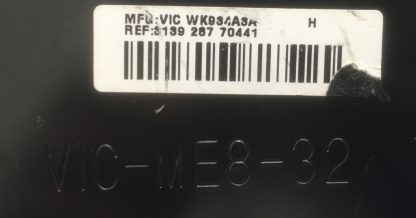 MFG:VIC WK934A3A H
REF:3139 267 70441
VIC-ME8-32